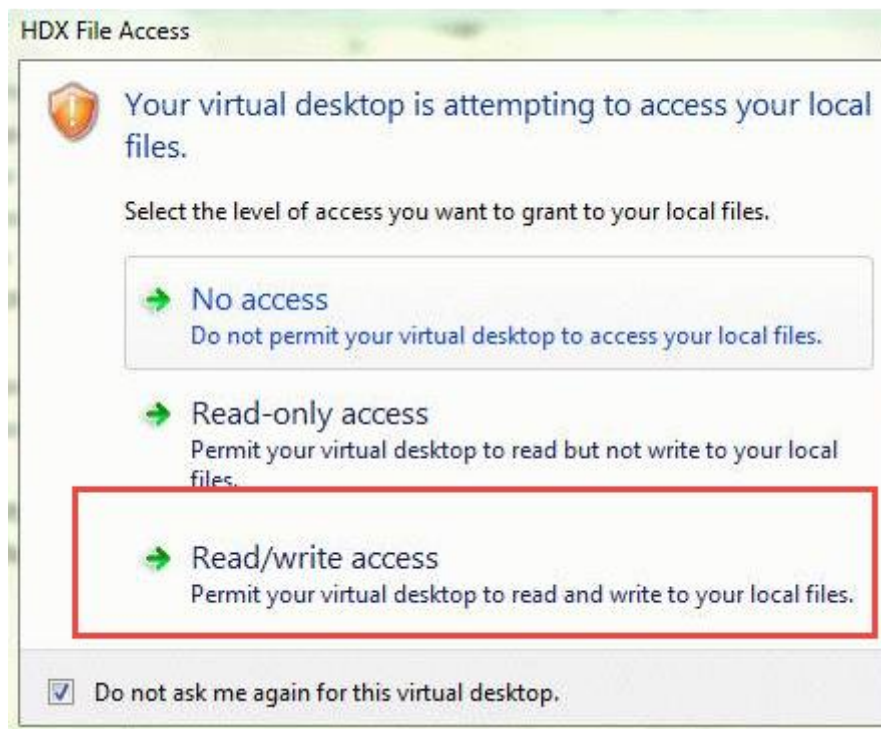 HDX File Access
Your virtual desktop is attempting to access your local
files.
Select the level of access you want to grant to your local files.
No access
Do not permit your virtual desktop to access your local files.
Read-only access
Permit your virtual desktop to read but not write to your local
files.
Read/write access
Permit your virtual desktop to read and write to your local files.
Do not ask me again for this virtual desktop.